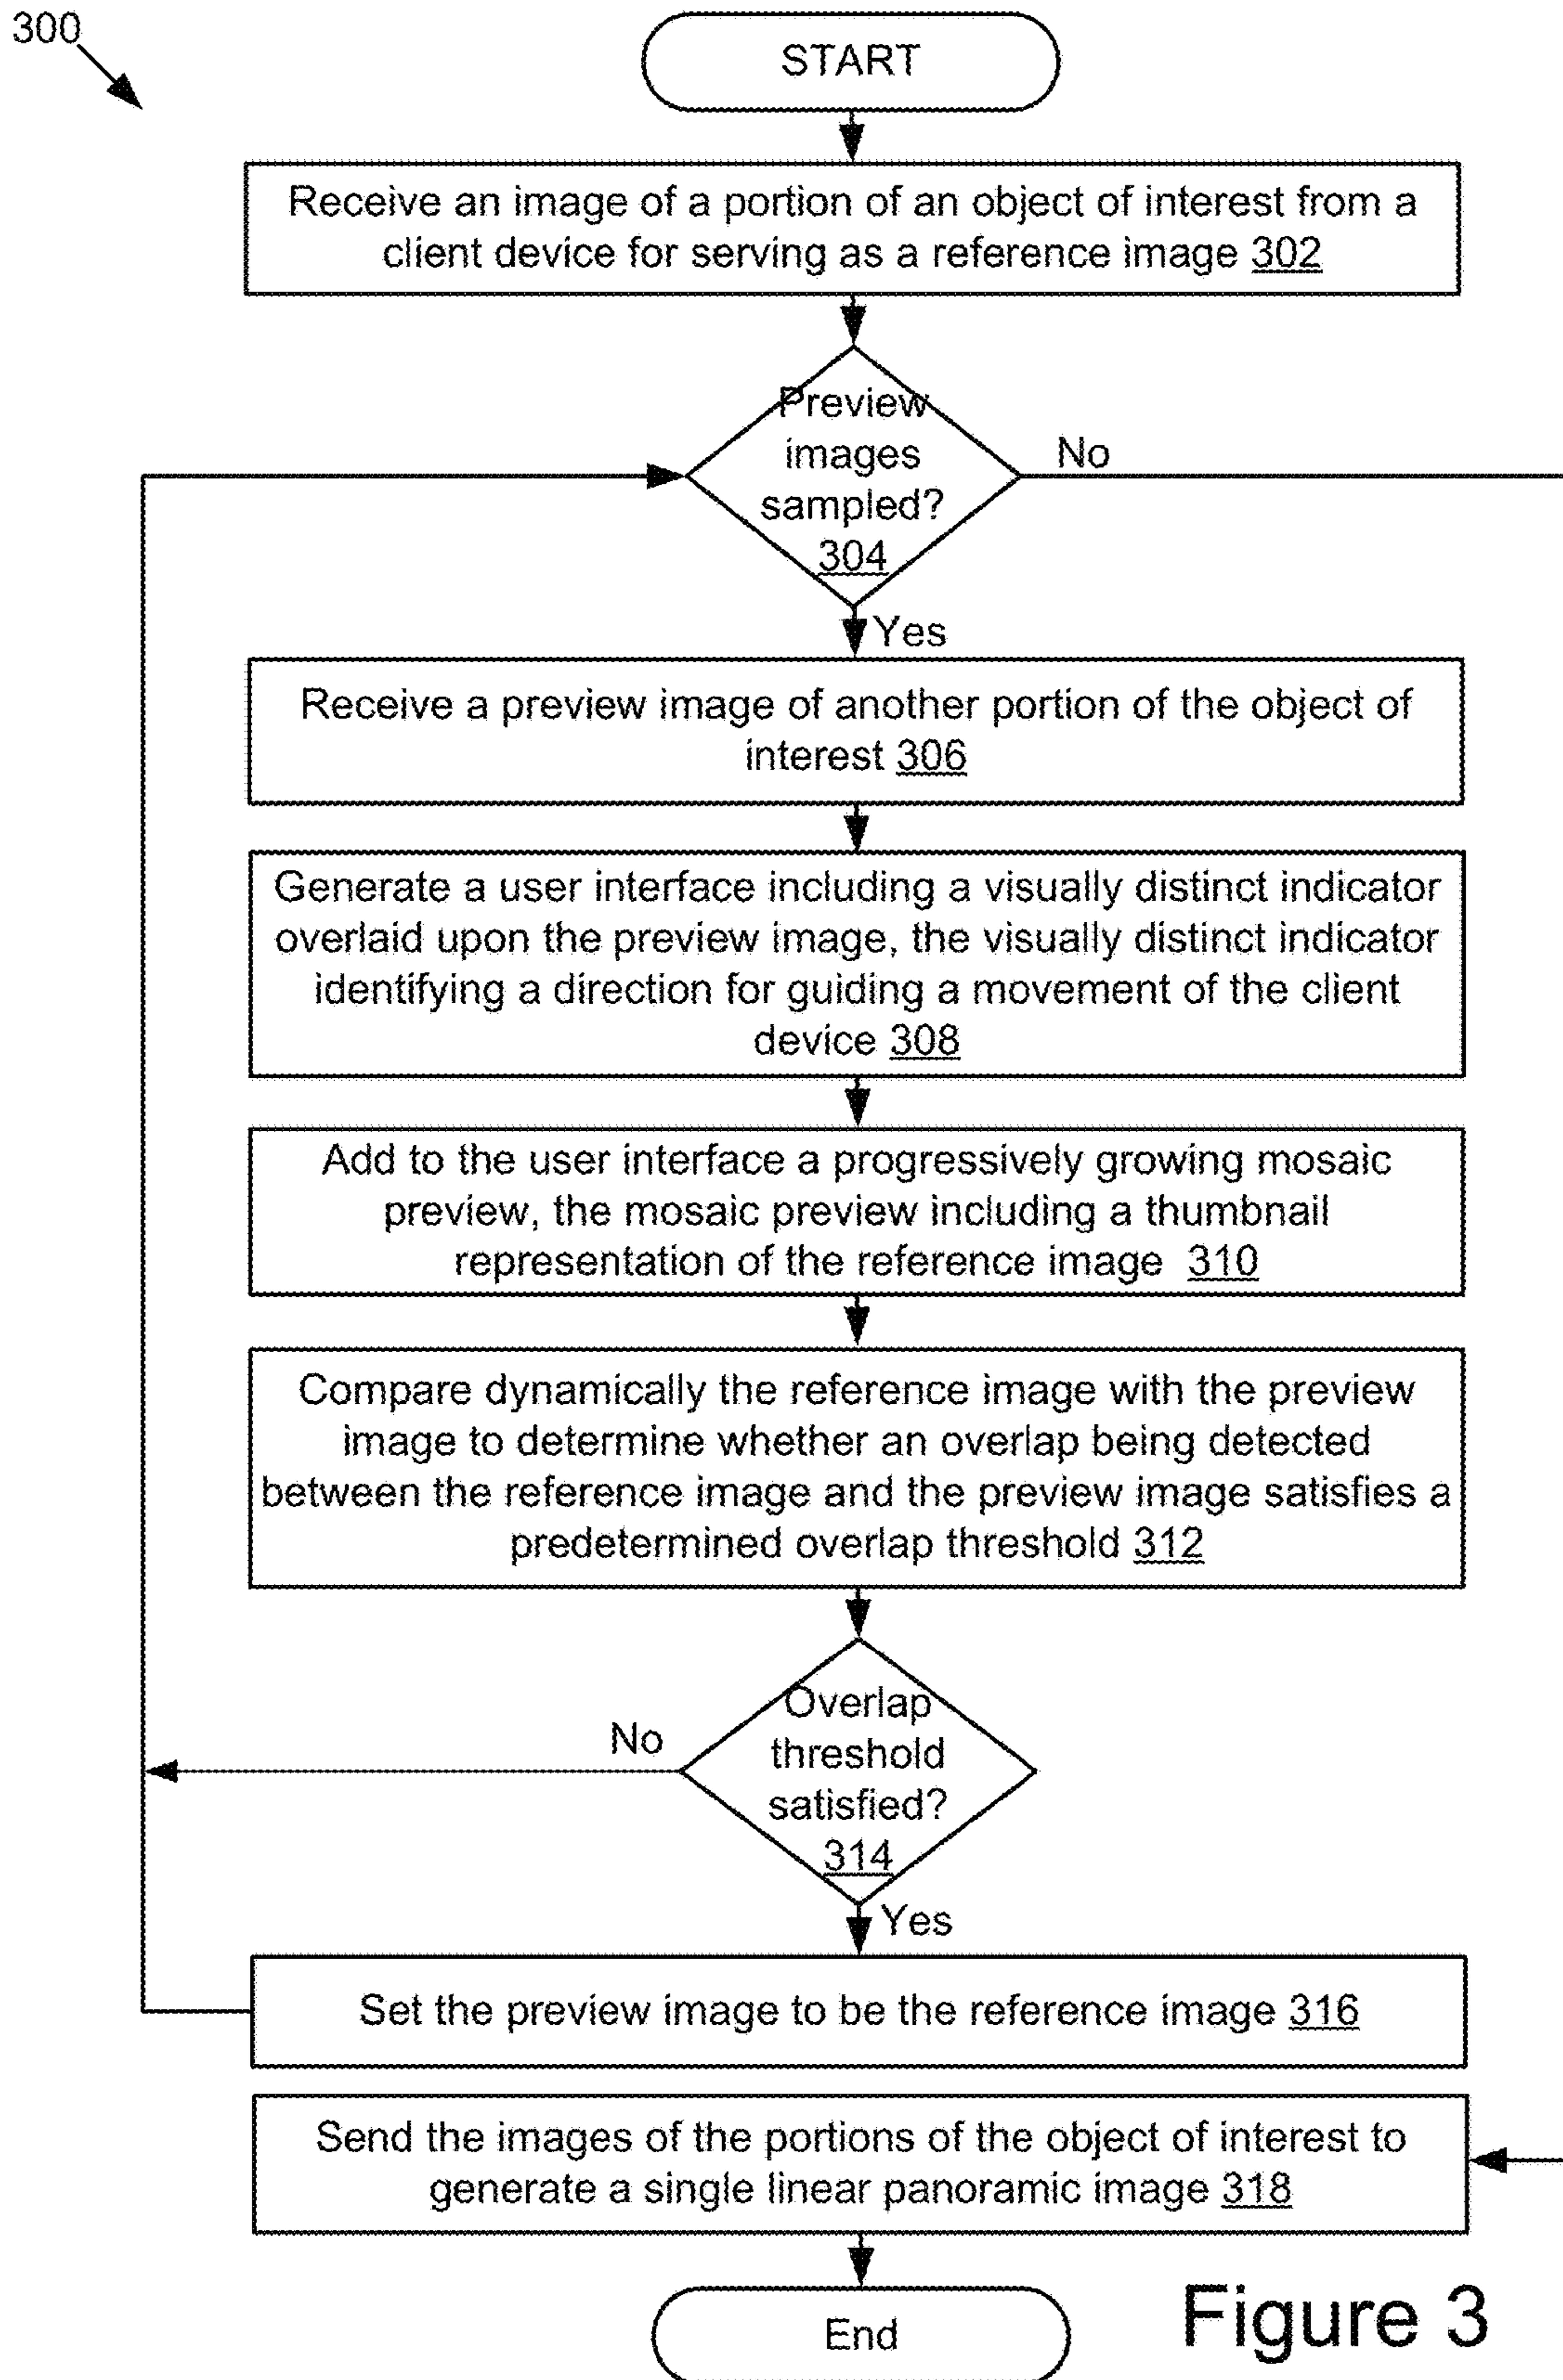 300
START
Receive an image of a portion of an object of interest from a
client device for serving as a reference image 302
Preview
images
sampled?
304
No
Yes
Receive a preview image of another portion of the object of
interest 306
Generate a user interface including a visually distinct indicator
overlaid upon the preview image, the visually distinct indicator
identifying a direction for guiding a movement of the client
device 308
Add to the user interface a progressively growing mosaic
preview, the mosaic preview including a thumbnail
representation of the reference image 310
Compare dynamically the reference image with the preview
image to determine whether an overlap being detected
between the reference image and the preview image satisfies a
predetermined overlap threshold 312
Overlap
threshold
satisfied?
314
No
Yes
Set the preview image to be the reference image 316
Send the images of the portions of the object of interest to
generate a single linear panoramic image 318
End
Figure 3